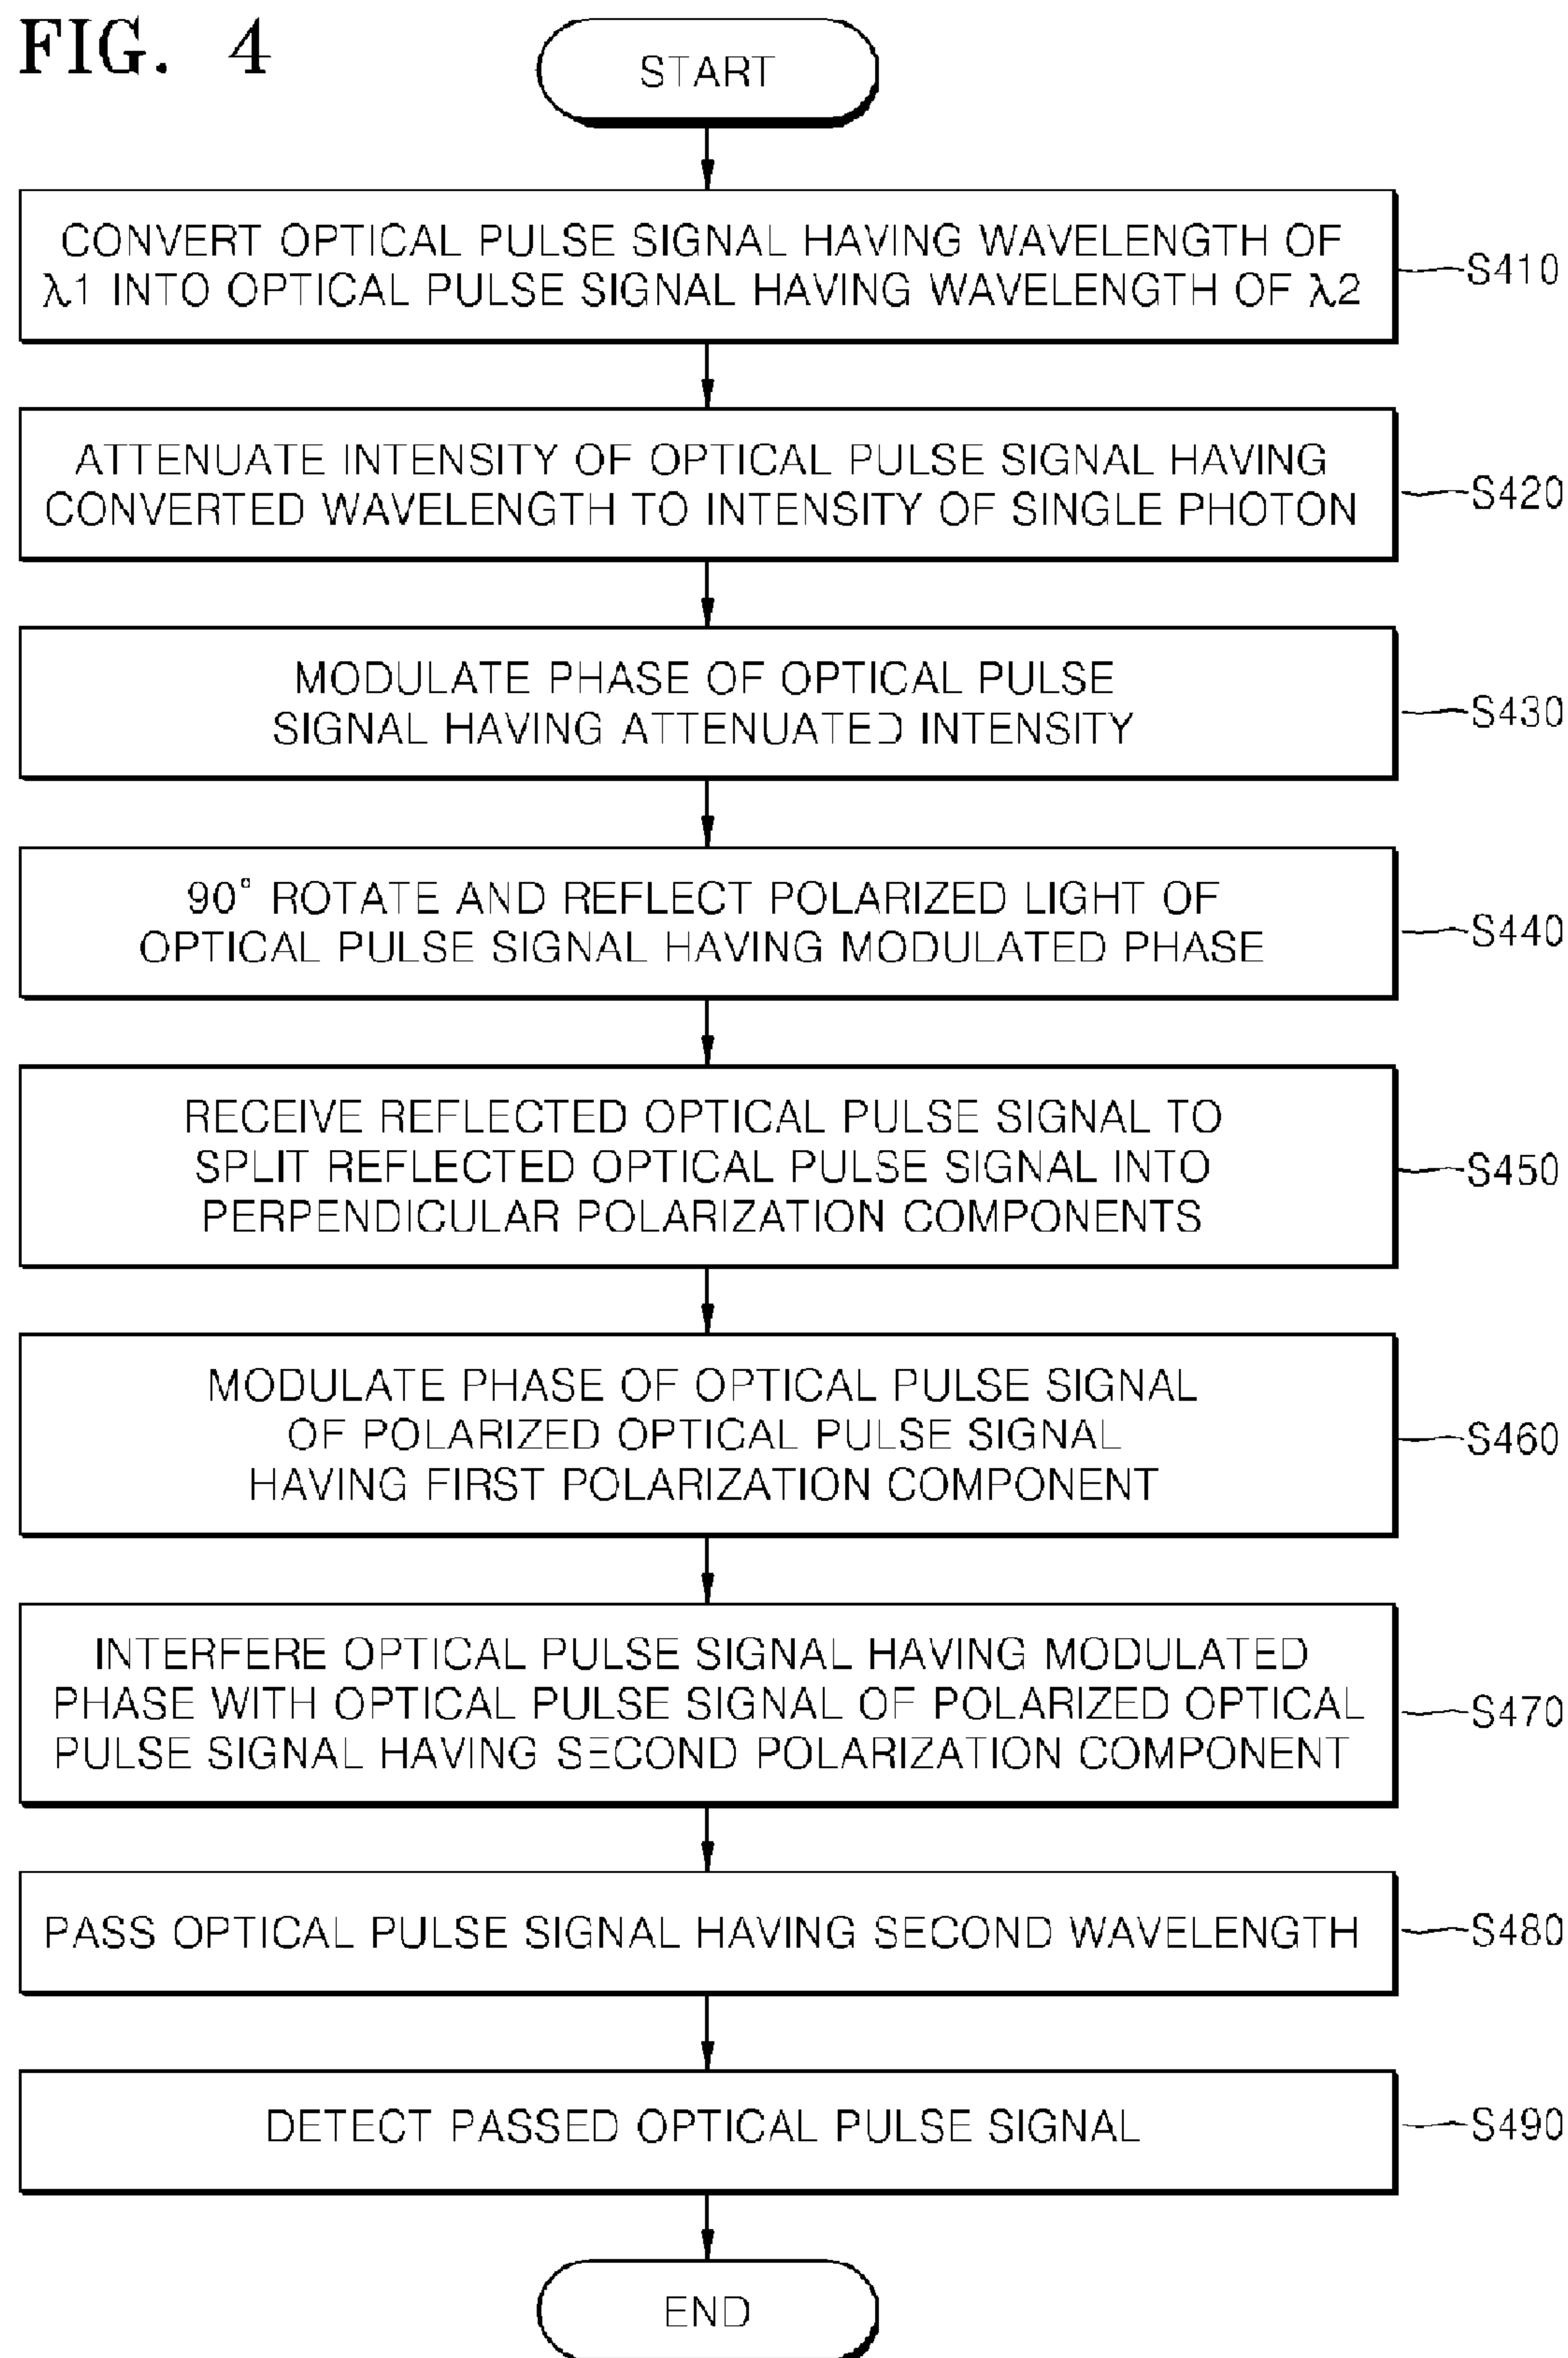 FIG. 4
START
CONVERT OPTICAL PULSE SIGNAL HAVING WAVELENGTH OF
λ1 INTO OPTICAL PULSE SIGNAL HAVING WAVELENGTH OF λ2
S410
ATTENUATE INTENSITY OF OPTICAL PULSE SIGNAL HAVING
CONVERTED WAVELENGTH TO INTENSITY OF SINGLE PHOTON
S420
MODULATE PHASE OF OPTICAL PULSE
SIGNAL HAVING ATTENUATED INTENSITY
S430
90° ROTATE AND REFLECT POLARIZED LIGHT OF
OPTICAL PULSE SIGNAL HAVING MODULATED PHASE
S440
RECEIVE REFLECTED OPTICAL PULSE SIGNAL TO
SPLIT REFLECTED OPTICAL PULSE SIGNAL INTO
PERPENDICULAR POLARIZATION COMPONENTS
S450
MODULATE PHASE OF OPTICAL PULSE SIGNAL
OF POLARIZED OPTICAL PULSE SIGNAL
HAVING FIRST POLARIZATION COMPONENT
S460
INTERFERE OPTICAL PULSE SIGNAL HAVING MODULATED
PHASE WITH OPTICAL PULSE SIGNAL OF POLARIZED OPTICAL
PULSE SIGNAL HAVING SECOND POLARIZATION COMPONENT
S470
PASS OPTICAL PULSE SIGNAL HAVING SECOND WAVELENGTH
S480
DETECT PASSED OPTICAL PULSE SIGNAL
S490
END